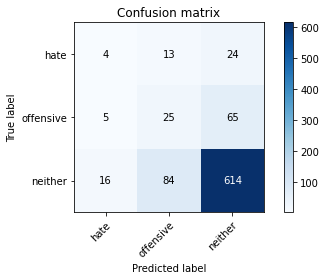 Confusion matrix
hate 4 13 24
offensive 5 25 65
neither 16 84 614
hate offensive neither
True label
Predicted label
600
500
400
300
200
100